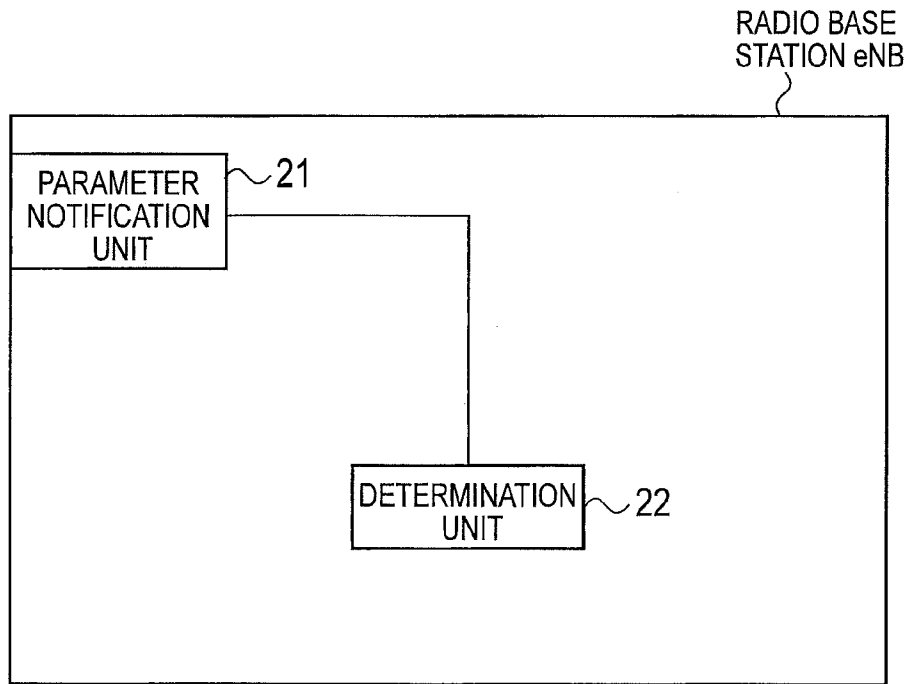 RADIO BASE
STATION eNB
PARAMETER
NOTIFICATION
UNIT
21
DETERMINATION
UNIT
22